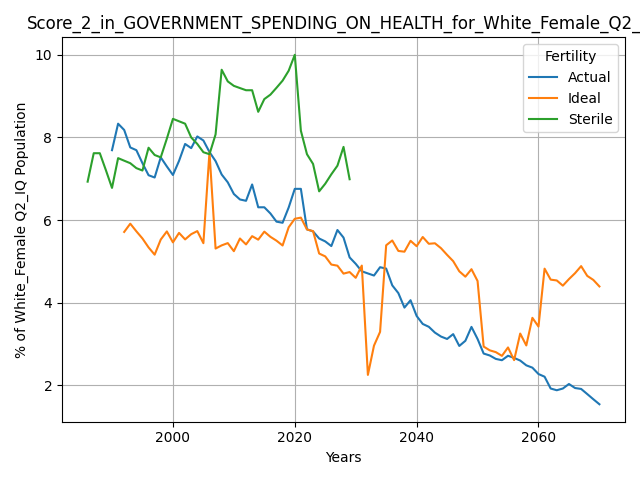 Score_2_in_GOVERNMENT_SPENDING_ON_HEALTH_for_White_Female_Q2_
Fertility
Actual
Ideal
Sterile
% of White_Female Q2_IQ Population
10
8
6
4
2
2000 2020 2040 2060
Years